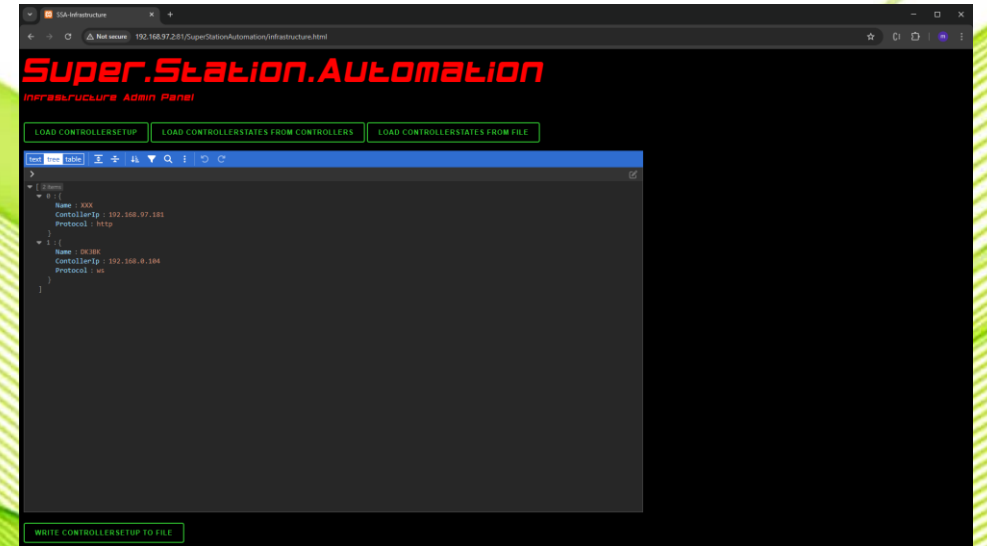 SSA-Infrastructure
Not secure 192.168.97.2:81/SuperStationAutomation/infrastructure.html
Super.Station.Automation
Infrastructure Admin Panel
LOAD CONTROLLERSETUP LOAD CONTROLLERSTATES FROM CONTROLLERS LOAD CONTROLLERSTATES FROM FILE
text tree table
[ 2 items
0 : {
Name : XXX
ContollerIp : 192.168.97.181
Protocol : http
}
1 : {
Name : OK3BK
ContollerIp : 192.168.0.104
Protocol : ws
}
]
WRITE CONTROLLERSETUP TO FILE